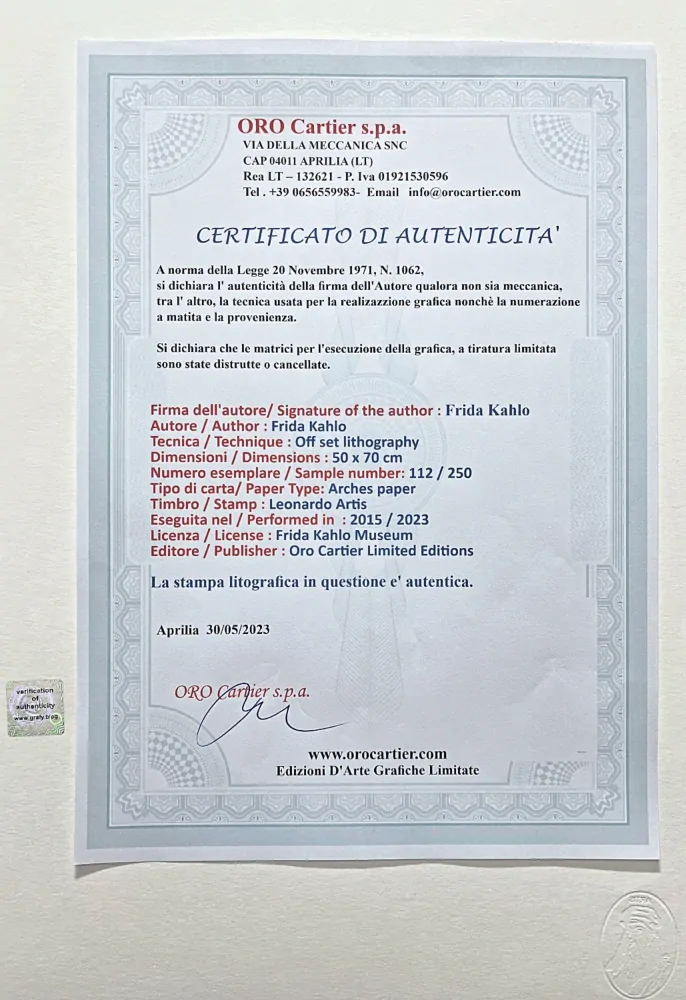 ORO Cartier s.p.a.
VIA DELLA MECCANICA SNC
CAP 04011 APRILIA (LT)
Rea LT – 132621 - P. Iva 01921530596
Tel . +39 0656559983- Email info@orocartier.com
CERTIFICATO DI AUTENTICITA'
A norma della Legge 20 Novembre 1971, N. 1062,
si dichiara l' autenticità della firma dell'Autore qualora non sia meccanica,
tra l' altro, la tecnica usata per la realizazzione grafica nonchè la numerazione
a matita e la provenienza.
Si dichiara che le matrici per l'esecuzione della grafica, a tiratura limitata
sono state distrutte o cancellate.
Firma dell'autore/ Signature of the author : Frida Kahlo
Autore / Author : Frida Kahlo
Tecnica / Technique : Off set lithography
Dimensioni / Dimensions : 50 x 70 cm
Numero esemplare / Sample number: 112 / 250
Tipo di carta/ Paper Type: Arches paper
Timbro / Stamp : Leonardo Artis
Eseguita nel / Performed in : 2015 / 2023
Licenza / License : Frida Kahlo Museum
Editore / Publisher : Oro Cartier Limited Editions
La stampa litografica in questione e' autentica.
Aprilia 30/05/2023
verification
of
authenticity
www.grafy.blog
ORO Cartier s.p.a.
www.orocartier.com
Edizioni D'Arte Grafiche Limitate